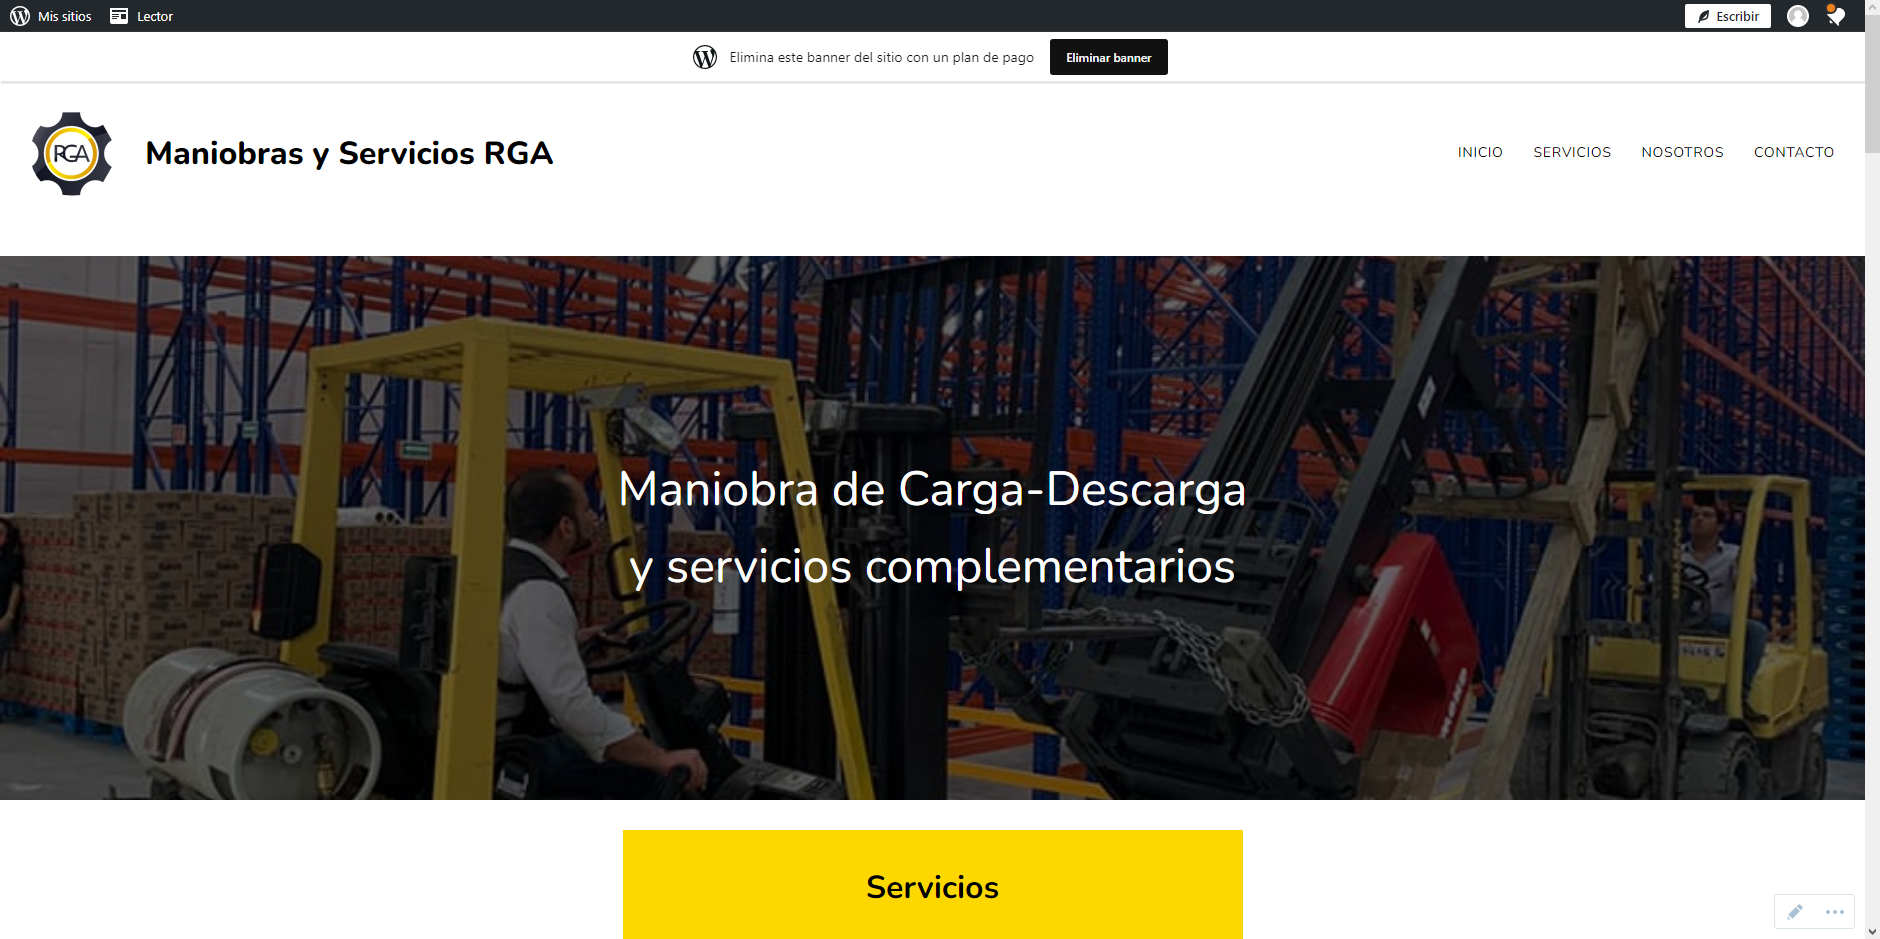 Mis sitios Lector Escribir
Elimina este banner del sitio con un plan de pago Eliminar banner
RGA Maniobras y Servicios RGA INICIO SERVICIOS NOSOTROS CONTACTO
Maniobra de Carga-Descarga
y servicios complementarios
Servicios